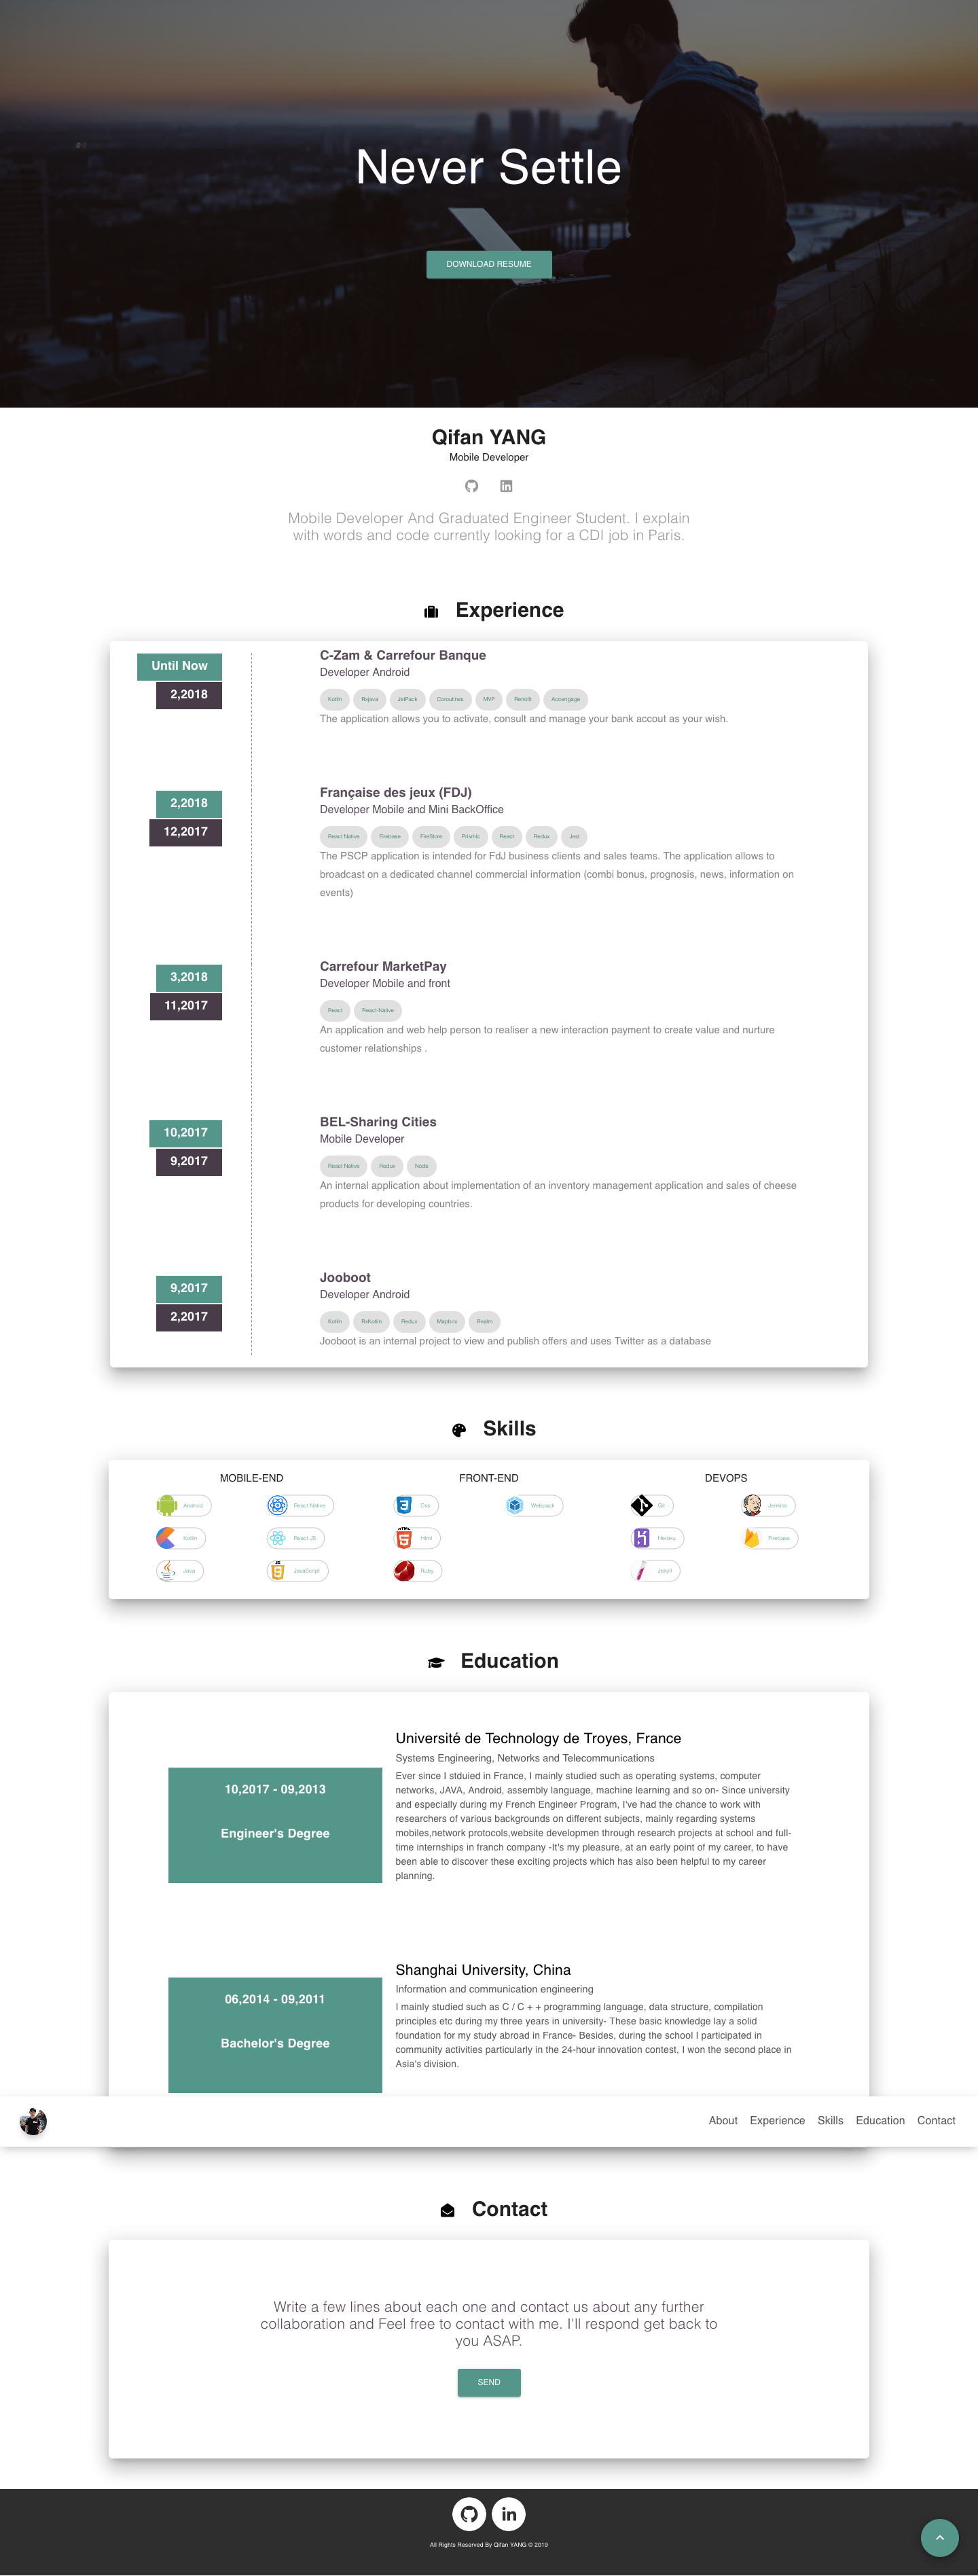 Never Settle
DOWNLOAD RESUME
Qifan YANG
Mobile Developer
Mobile Developer And Graduated Engineer Student. I explain
with words and code currently looking for a CDI job in Paris.
Experience
Until Now
2,2018
C-Zam & Carrefour Banque
Developer Android
Kotlin Rxjava JetPack Coroutines MVP Retrofit Accengage
The application allows you to activate, consult and manage your bank accout as your wish.
2,2018
12,2017
Française des jeux (FDJ)
Developer Mobile and Mini BackOffice
React Native Firebase FireStore Prismic React Redux Jest
The PSCP application is intended for FdJ business clients and sales teams. The application allows to
broadcast on a dedicated channel commercial information (combi bonus, prognosis, news, information on
events)
3,2018
11,2017
Carrefour MarketPay
Developer Mobile and front
React React-Native
An application and web help person to realiser a new interaction payment to create value and nurture
customer relationships .
10,2017
9,2017
BEL-Sharing Cities
Mobile Developer
React Native Redux Node
An internal application about implementation of an inventory management application and sales of cheese
products for developing countries.
9,2017
2,2017
Jooboot
Developer Android
Kotlin ReKotlin Redux Mapbox Realm
Jooboot is an internal project to view and publish offers and uses Twitter as a database
Skills
MOBILE-END
Android React Native
Kotlin React JS
Java JavaScript
FRONT-END
Css Webpack
Html
Ruby
DEVOPS
Git Jenkins
Heroku Firebase
Jekyll
Education
10,2017 - 09,2013
Engineer's Degree
Université de Technology de Troyes, France
Systems Engineering, Networks and Telecommunications
Ever since I stduied in France, I mainly studied such as operating systems, computer
networks, JAVA, Android, assembly language, machine learning and so on- Since university
and especially during my French Engineer Program, I've had the chance to work with
researchers of various backgrounds on different subjects, mainly regarding systems
mobiles,network protocols,website developmen through research projects at school and full-
time internships in franch company -It's my pleasure, at an early point of my career, to have
been able to discover these exciting projects which has also been helpful to my career
planning.
06,2014 - 09,2011
Bachelor's Degree
Shanghai University, China
Information and communication engineering
I mainly studied such as C / C + + programming language, data structure, compilation
principles etc during my three years in university- These basic knowledge lay a solid
foundation for my study abroad in France- Besides, during the school I participated in
community activities particularly in the 24-hour innovation contest, I won the second place in
Asia's division.
About Experience Skills Education Contact
Contact
Write a few lines about each one and contact us about any further
collaboration and Feel free to contact with me. I'll respond get back to
you ASAP.
SEND
All Rights Reserved By Qifan YANG © 2019